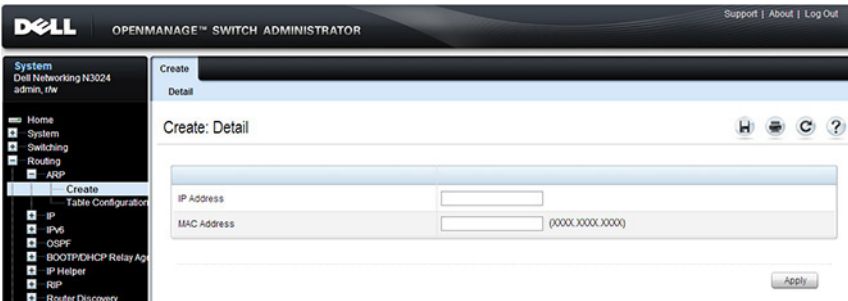 Support | About | Log Out
DELL OPENMANAGE™ SWITCH ADMINISTRATOR
System
Dell Networking N3024
admin, r/w
Home
System
Switching
Routing
ARP
Create
Table Configuration
IP
IPv6
OSPF
BOOTP/DHCP Relay Age
IP Helper
RIP
Router Discovery
Create
Detail
Create: Detail
IP Address
MAC Address (XXXX.XXXX.XXXX)
Apply